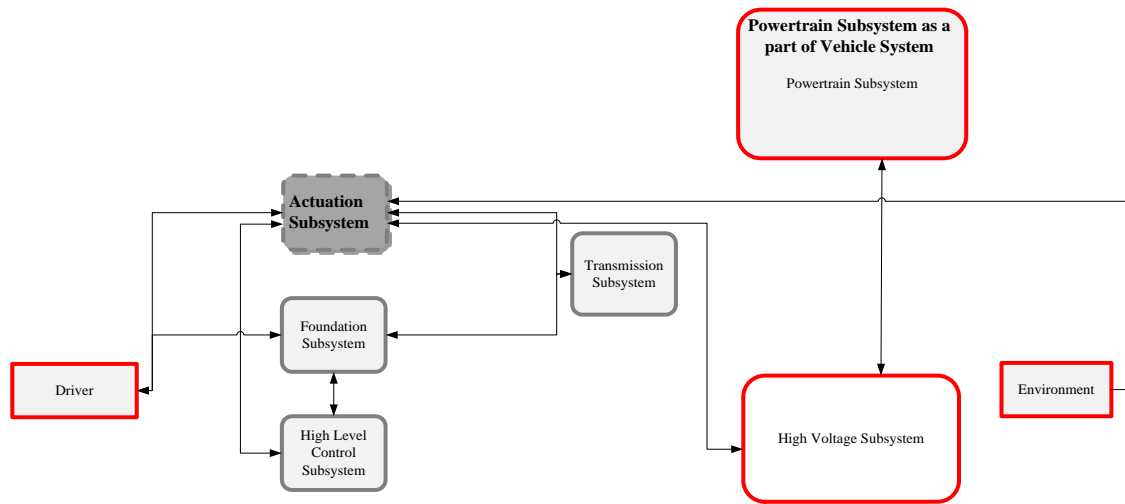 Powertrain Subsystem as a
part of Vehicle System
Powertrain Subsystem
Actuation
Subsystem
Transmission
Subsystem
Foundation
Subsystem
Driver
Environment
High Level
Control
Subsystem
High Voltage Subsystem